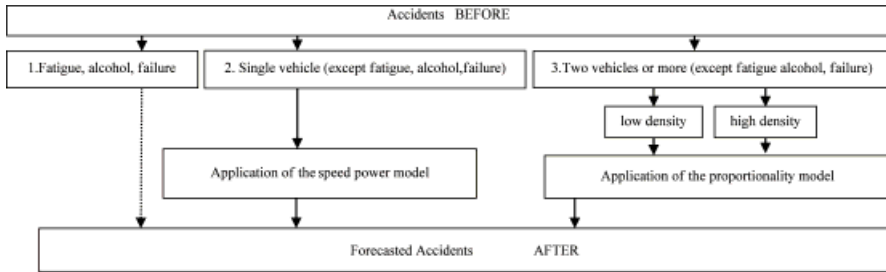 Accidents BEFORE
1.Fatigue, alcohol, failure
2. Single vehicle (except fatigue, alcohol,failure)
3.Two vehicles or more (except fatigue alcohol, failure)
low density
high density
Application of the speed power model
Application of the proportionality model
Forecasted Accidents AFTER